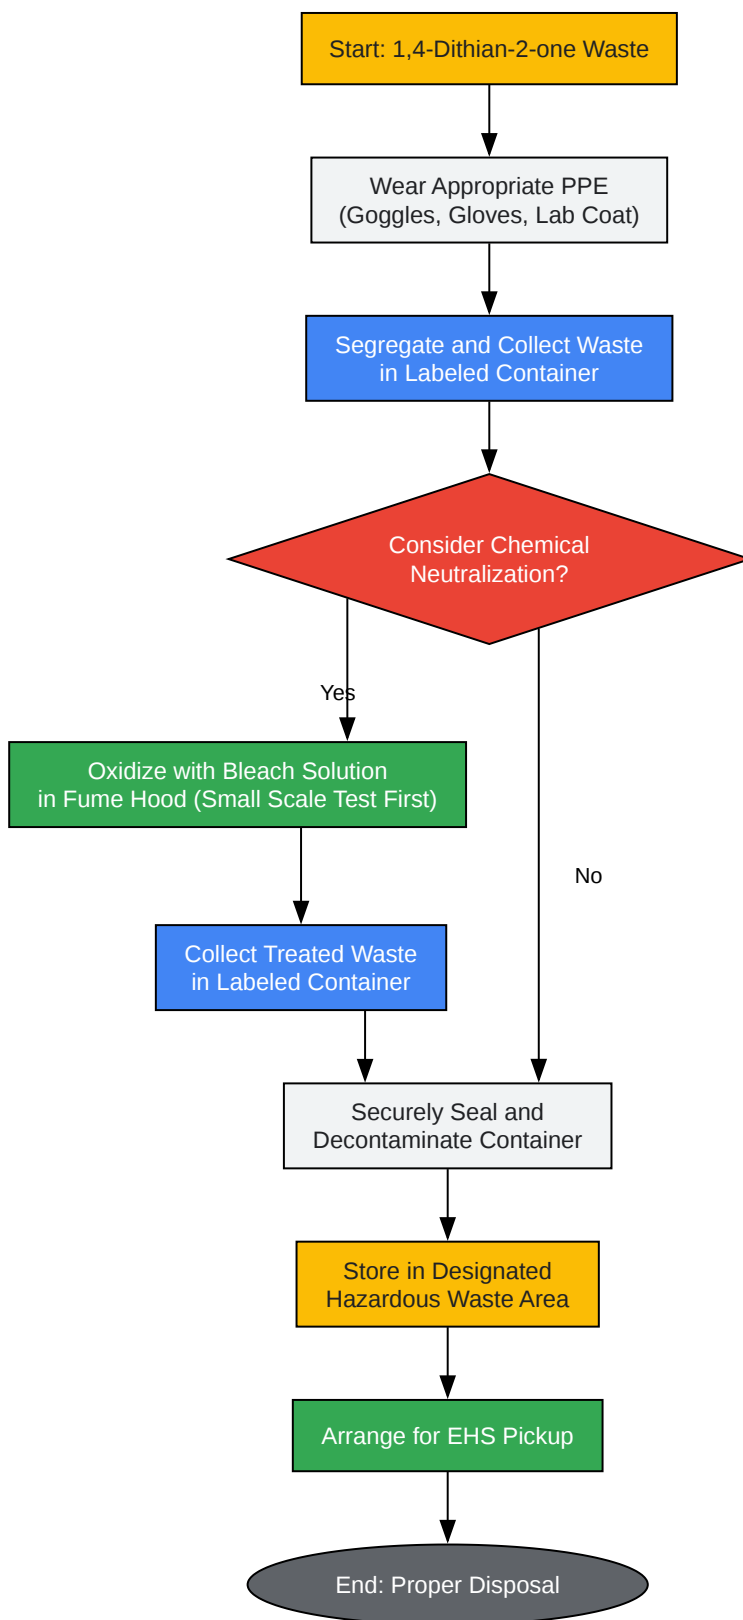 Start: 1,4-Dithian-2-one Waste
Wear Appropriate PPE
(Goggles, Gloves, Lab Coat)
Segregate and Collect Waste
in Labeled Container
Consider Chemical
Neutralization?
Yes
Oxidize with Bleach Solution
in Fume Hood (Small Scale Test First)
No
Collect Treated Waste
in Labeled Container
Securely Seal and
Decontaminate Container
Store in Designated
Hazardous Waste Area
Arrange for EHS Pickup
End: Proper Disposal